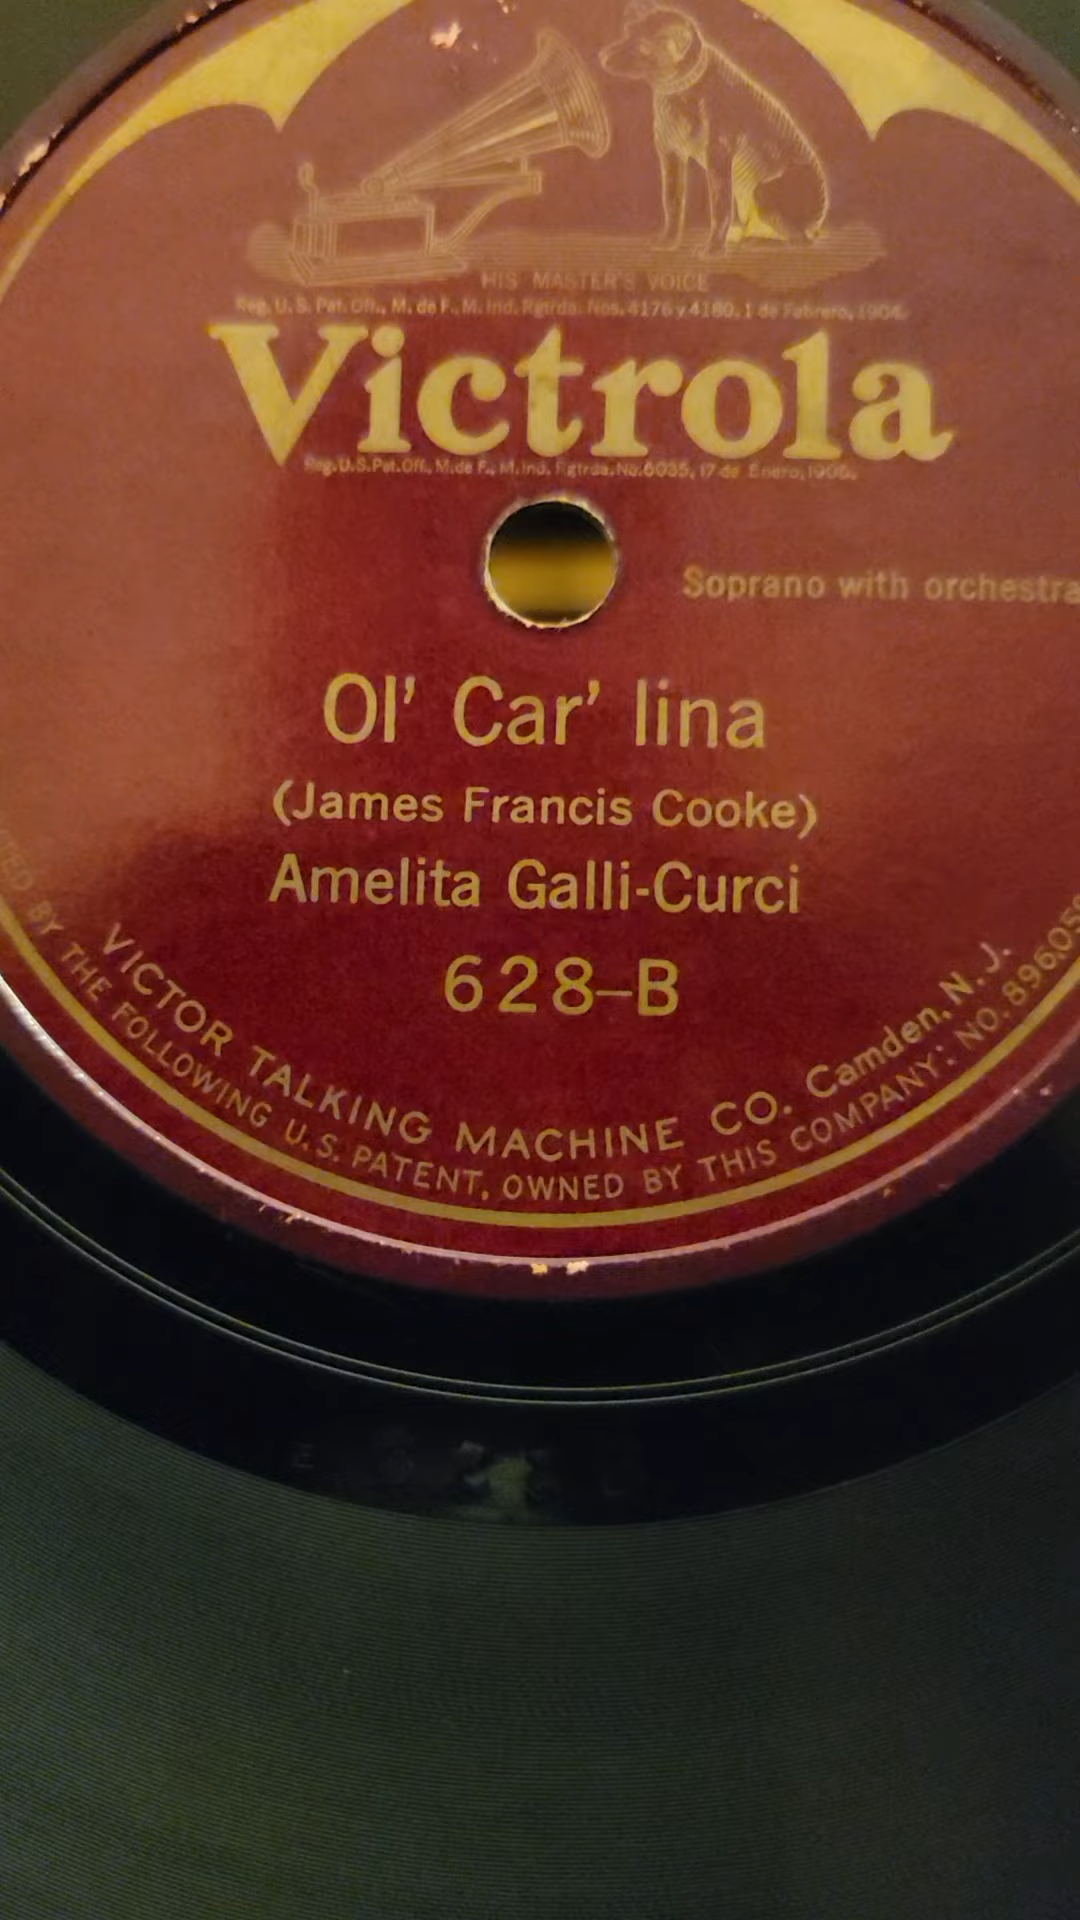 HIS MASTER'S VOICE
Reg. U.S. Pat. Off., M. de F., M. Ind. Rgtrda. Nos. 4176 y 4180, 1 de Febrero, 1904.
Victrola
Reg. U.S. Pat. Off., M. de F., M. Ind. Rgtrda. No. 6035, 17 de Enero, 1906.
Soprano with orchestra
Ol' Car' lina
(James Francis Cooke)
Amelita Galli-Curci
628-B
VICTOR TALKING MACHINE CO. Camden, N. J.
BY THE FOLLOWING U.S. PATENT, OWNED BY THIS COMPANY: NO. 896,059